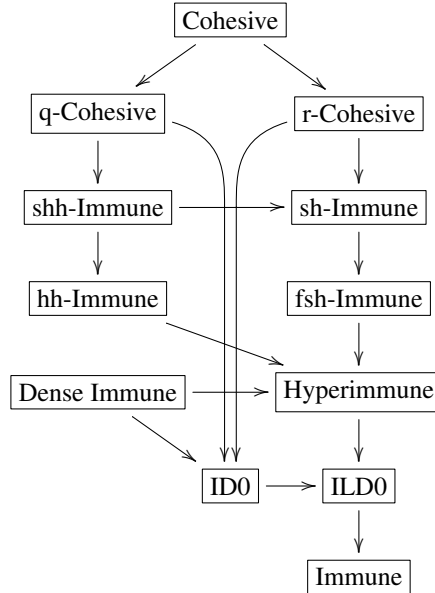 Cohesive
q-Cohesive
r-Cohesive
shh-Immune
sh-Immune
hh-Immune
fsh-Immune
Dense Immune
Hyperimmune
ID0
ILD0
Immune